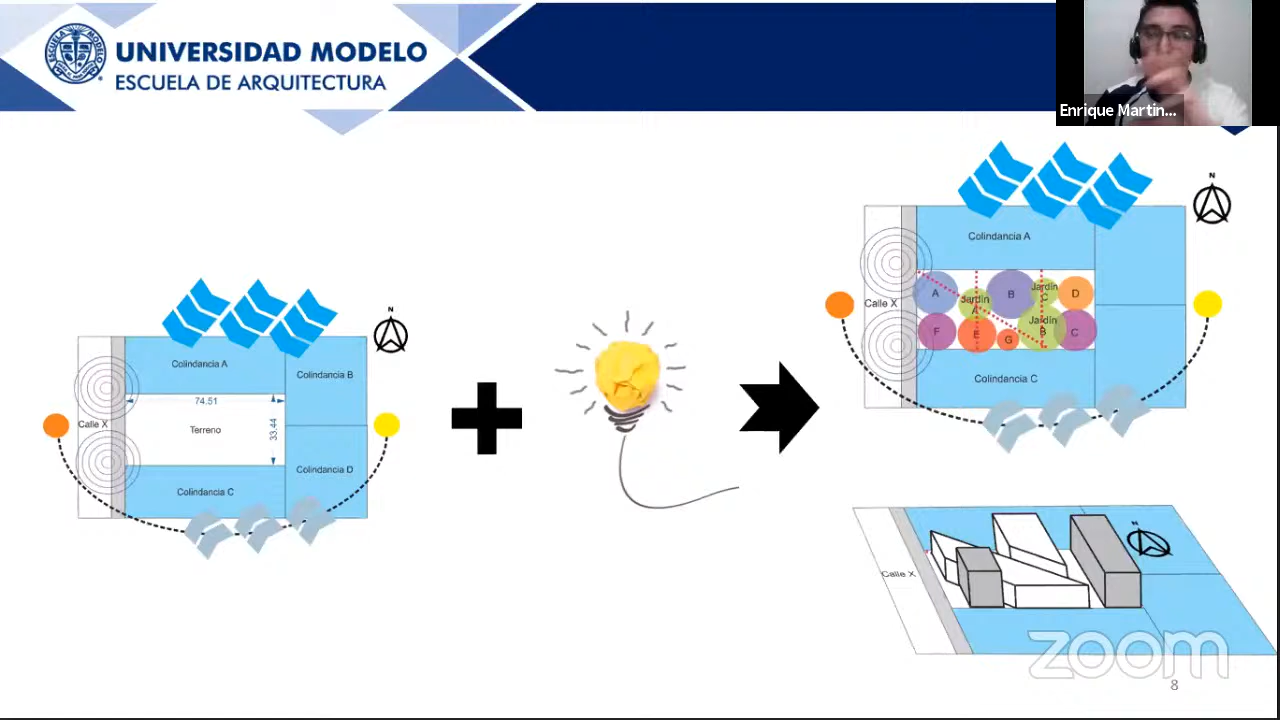 UNIVERSIDAD MODELO
ESCUELA DE ARQUITECTURA
Enrique Martin...
N
Colindancia A
Colindancia B
74.51
Calle X
Terreno
33.44
Colindancia D
Colindancia C
N
Colindancia A
Calle X
A
Jardín
A
B
Jardín
C
D
F
E
G
Jardín
B
C
Colindancia C
N
Calle X
zoom
8